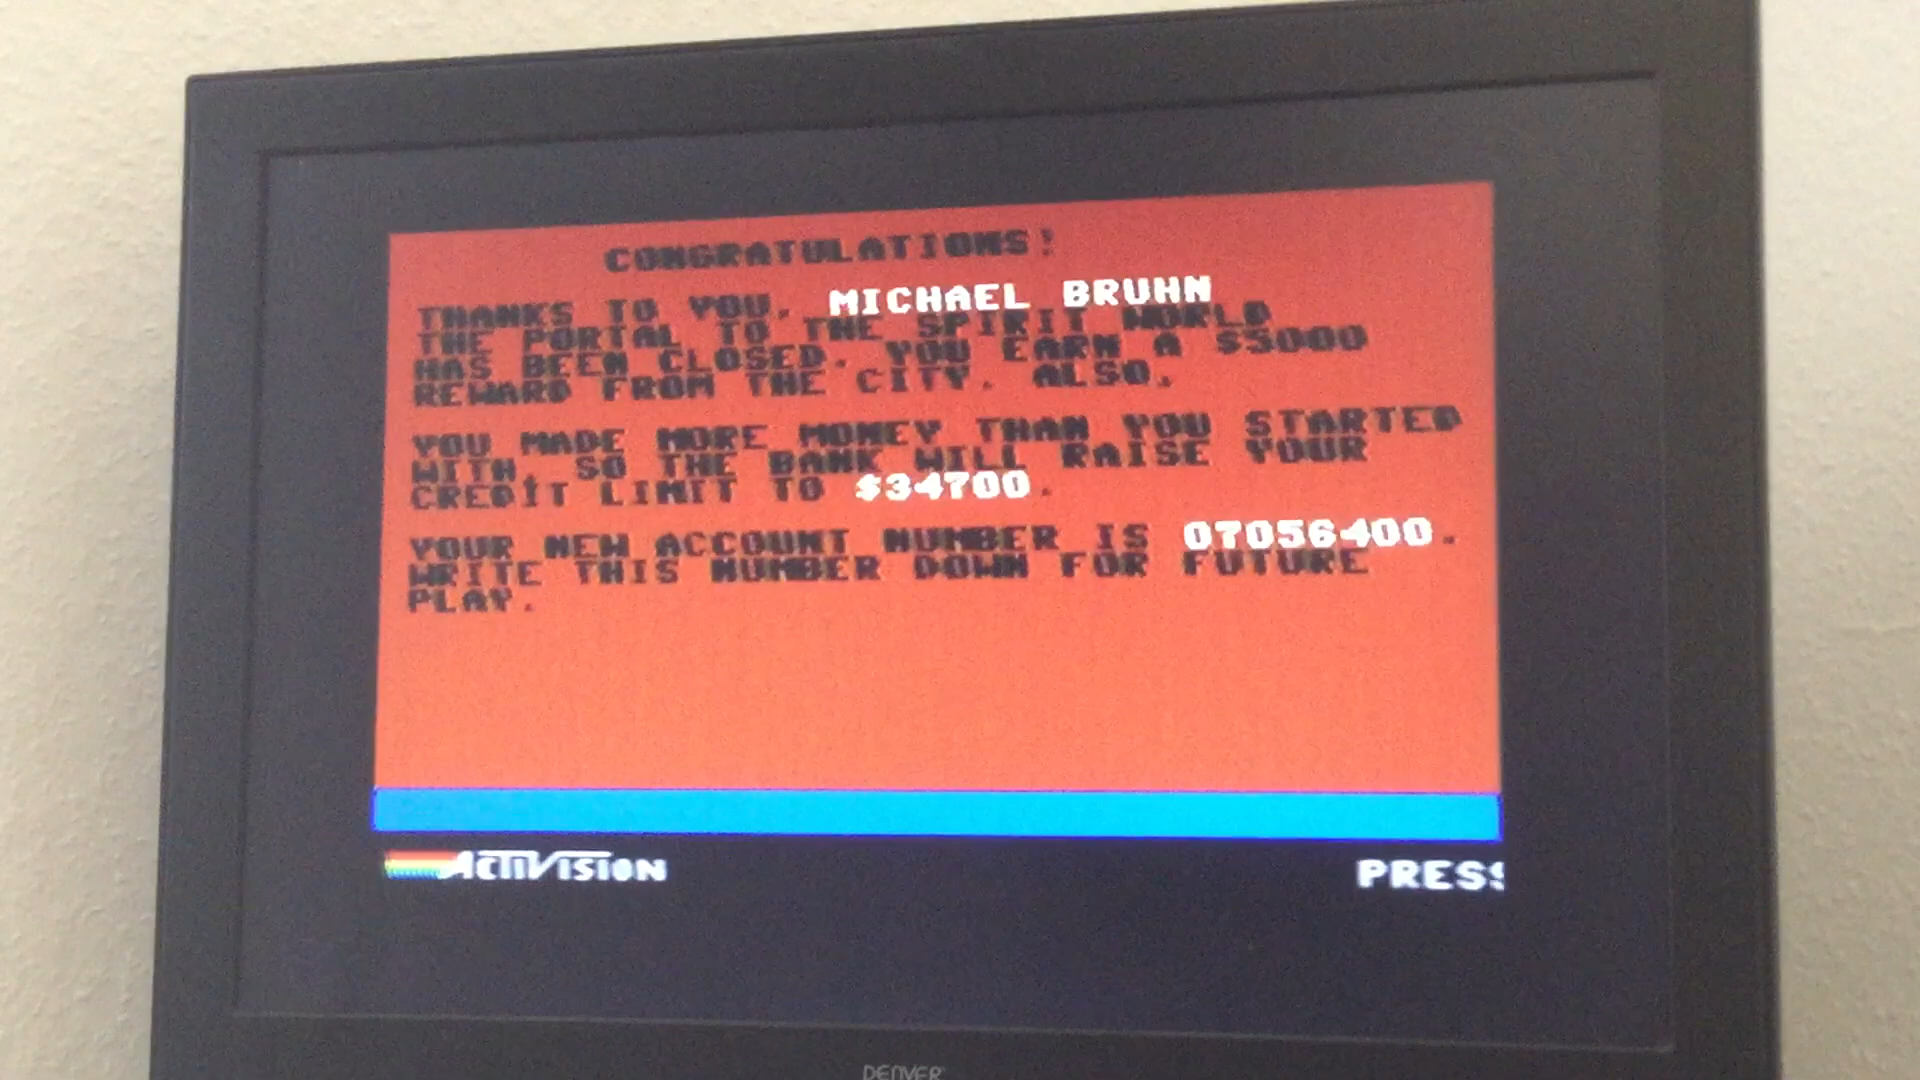 CONGRATULATIONS!
THANKS TO YOU, MICHAEL BRUHN
THE PORTAL TO THE SPIRIT WORLD
HAS BEEN CLOSED. YOU EARN A $5000
REWARD FROM THE CITY. ALSO,
YOU MADE MORE MONEY THAN YOU STARTED
WITH, SO THE BANK WILL RAISE YOUR
CREDIT LIMIT TO $34700.
YOUR NEW ACCOUNT NUMBER IS 07056400.
WRITE THIS NUMBER DOWN FOR FUTURE
PLAY.
ACTIVISION PRESS
DENVER